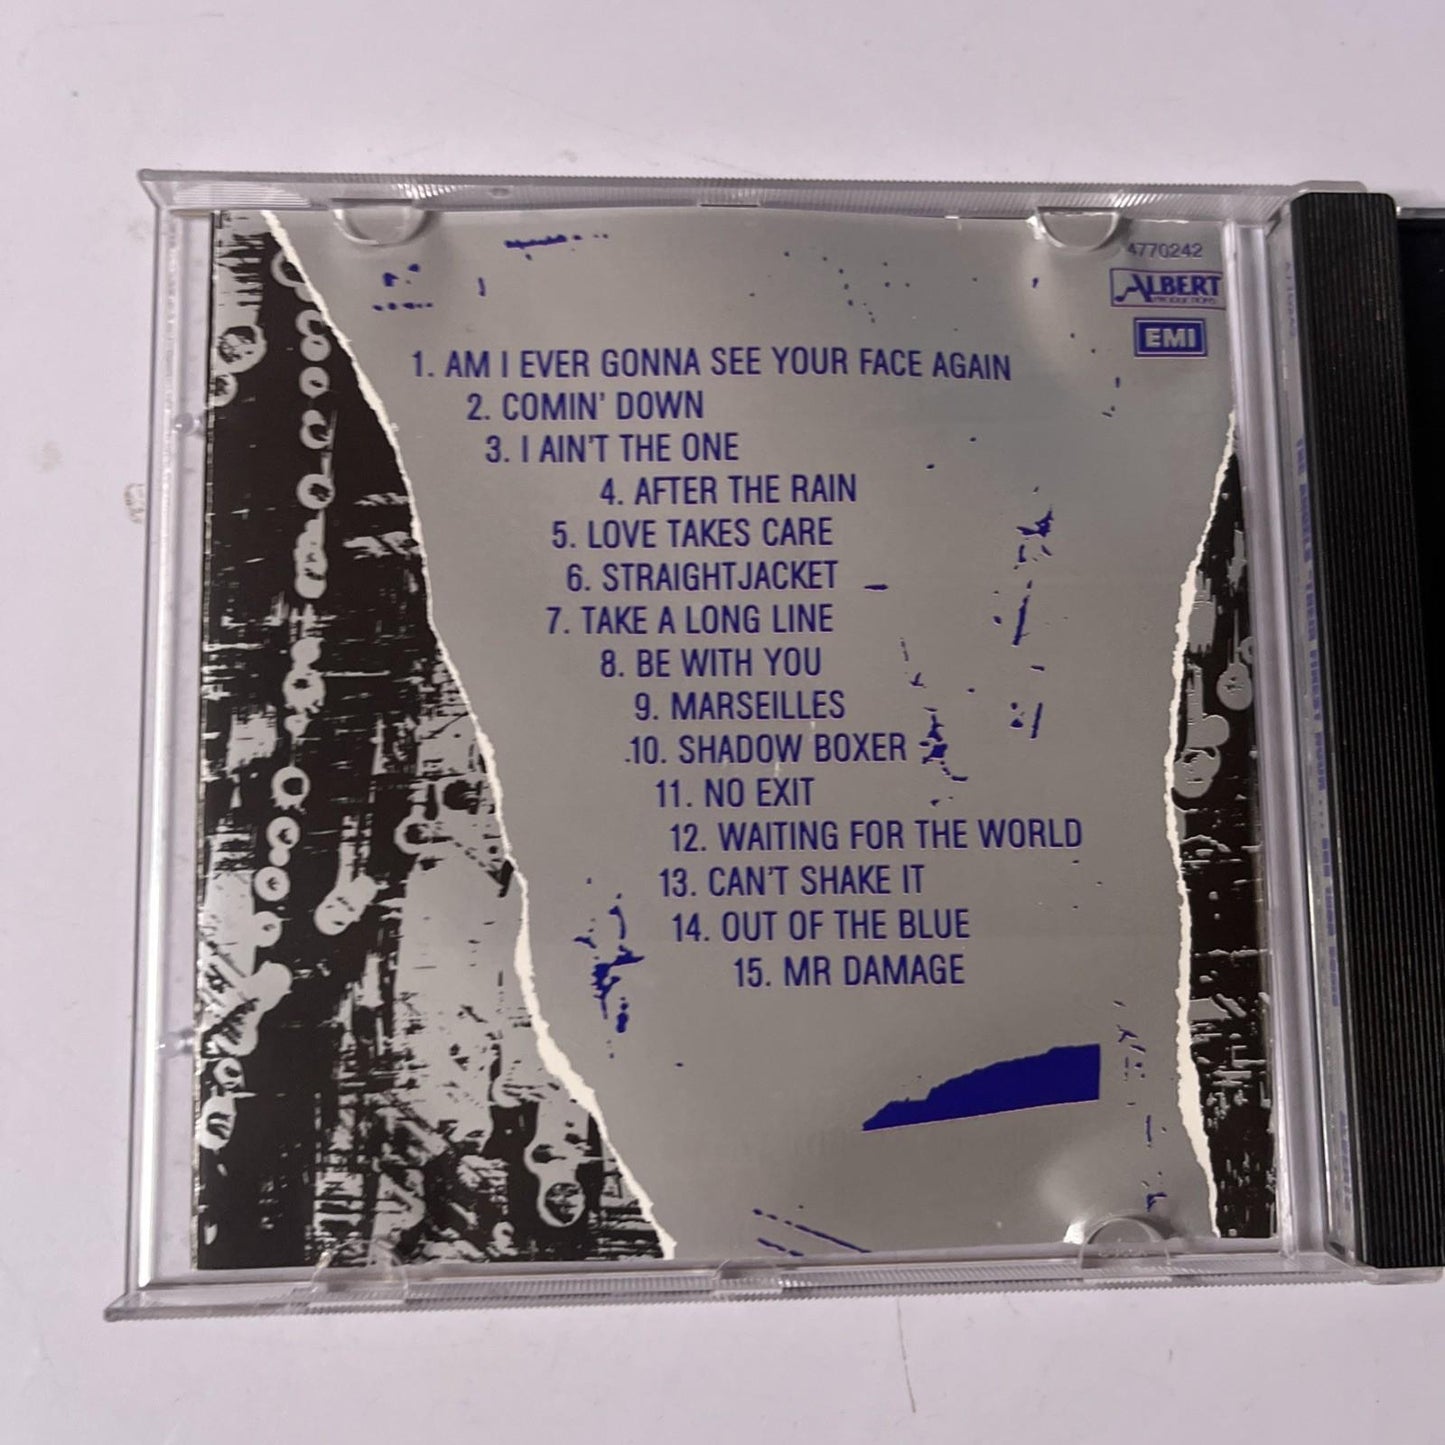 4770242
ALBERT
PRODUCTIONS
EMI
1. AM I EVER GONNA SEE YOUR FACE AGAIN
2. COMIN' DOWN
3. I AIN'T THE ONE
4. AFTER THE RAIN
5. LOVE TAKES CARE
6. STRAIGHTJACKET
7. TAKE A LONG LINE
8. BE WITH YOU
9. MARSEILLES
10. SHADOW BOXER
11. NO EXIT
12. WAITING FOR THE WORLD
13. CAN'T SHAKE IT
14. OUT OF THE BLUE
15. MR DAMAGE